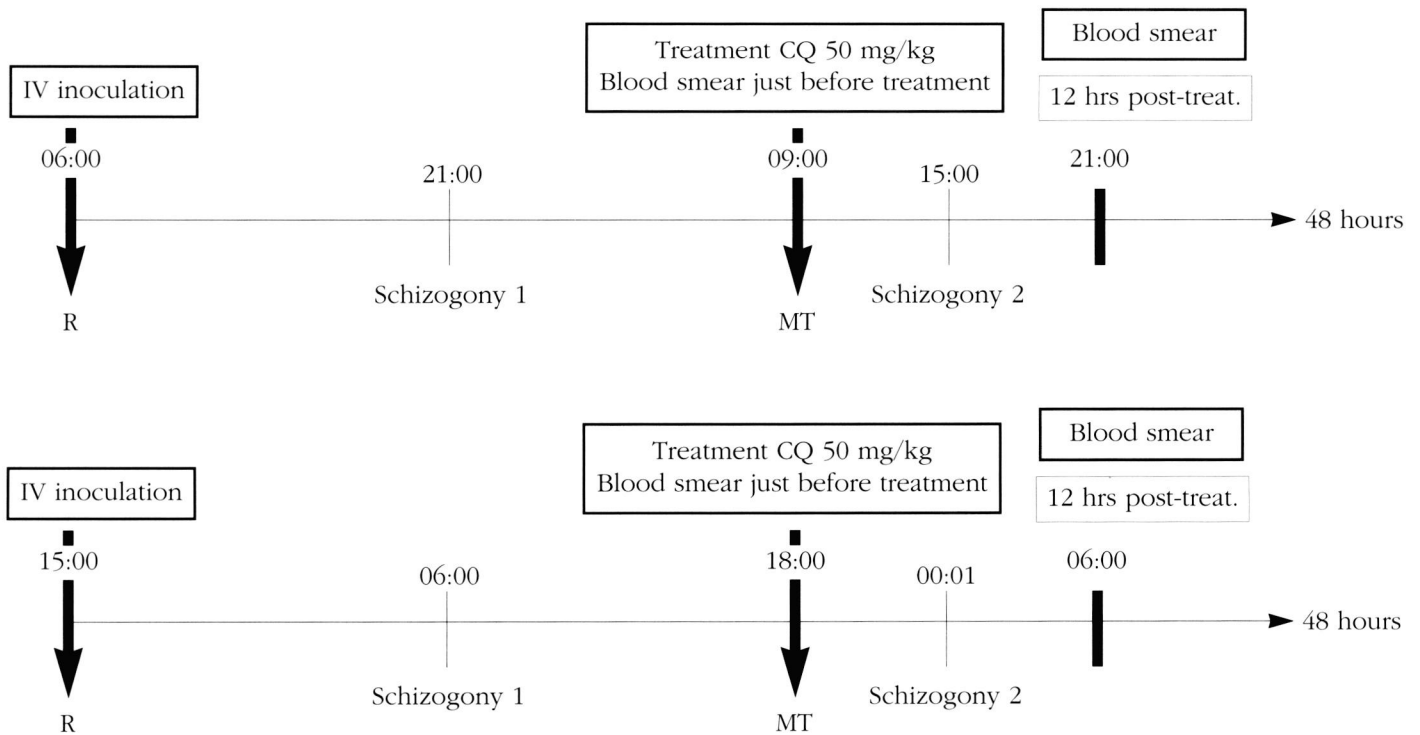 IV inoculation
Treatment CQ 50 mg/kg
Blood smear just before treatment
Blood smear
12 hrs post-treat.
06:00
21:00
09:00
15:00
21:00
48 hours
Schizogony 1
Schizogony 2
R
MT
IV inoculation
Treatment CQ 50 mg/kg
Blood smear just before treatment
Blood smear
12 hrs post-treat.
15:00
06:00
18:00
00:01
06:00
48 hours
Schizogony 1
Schizogony 2
R
MT